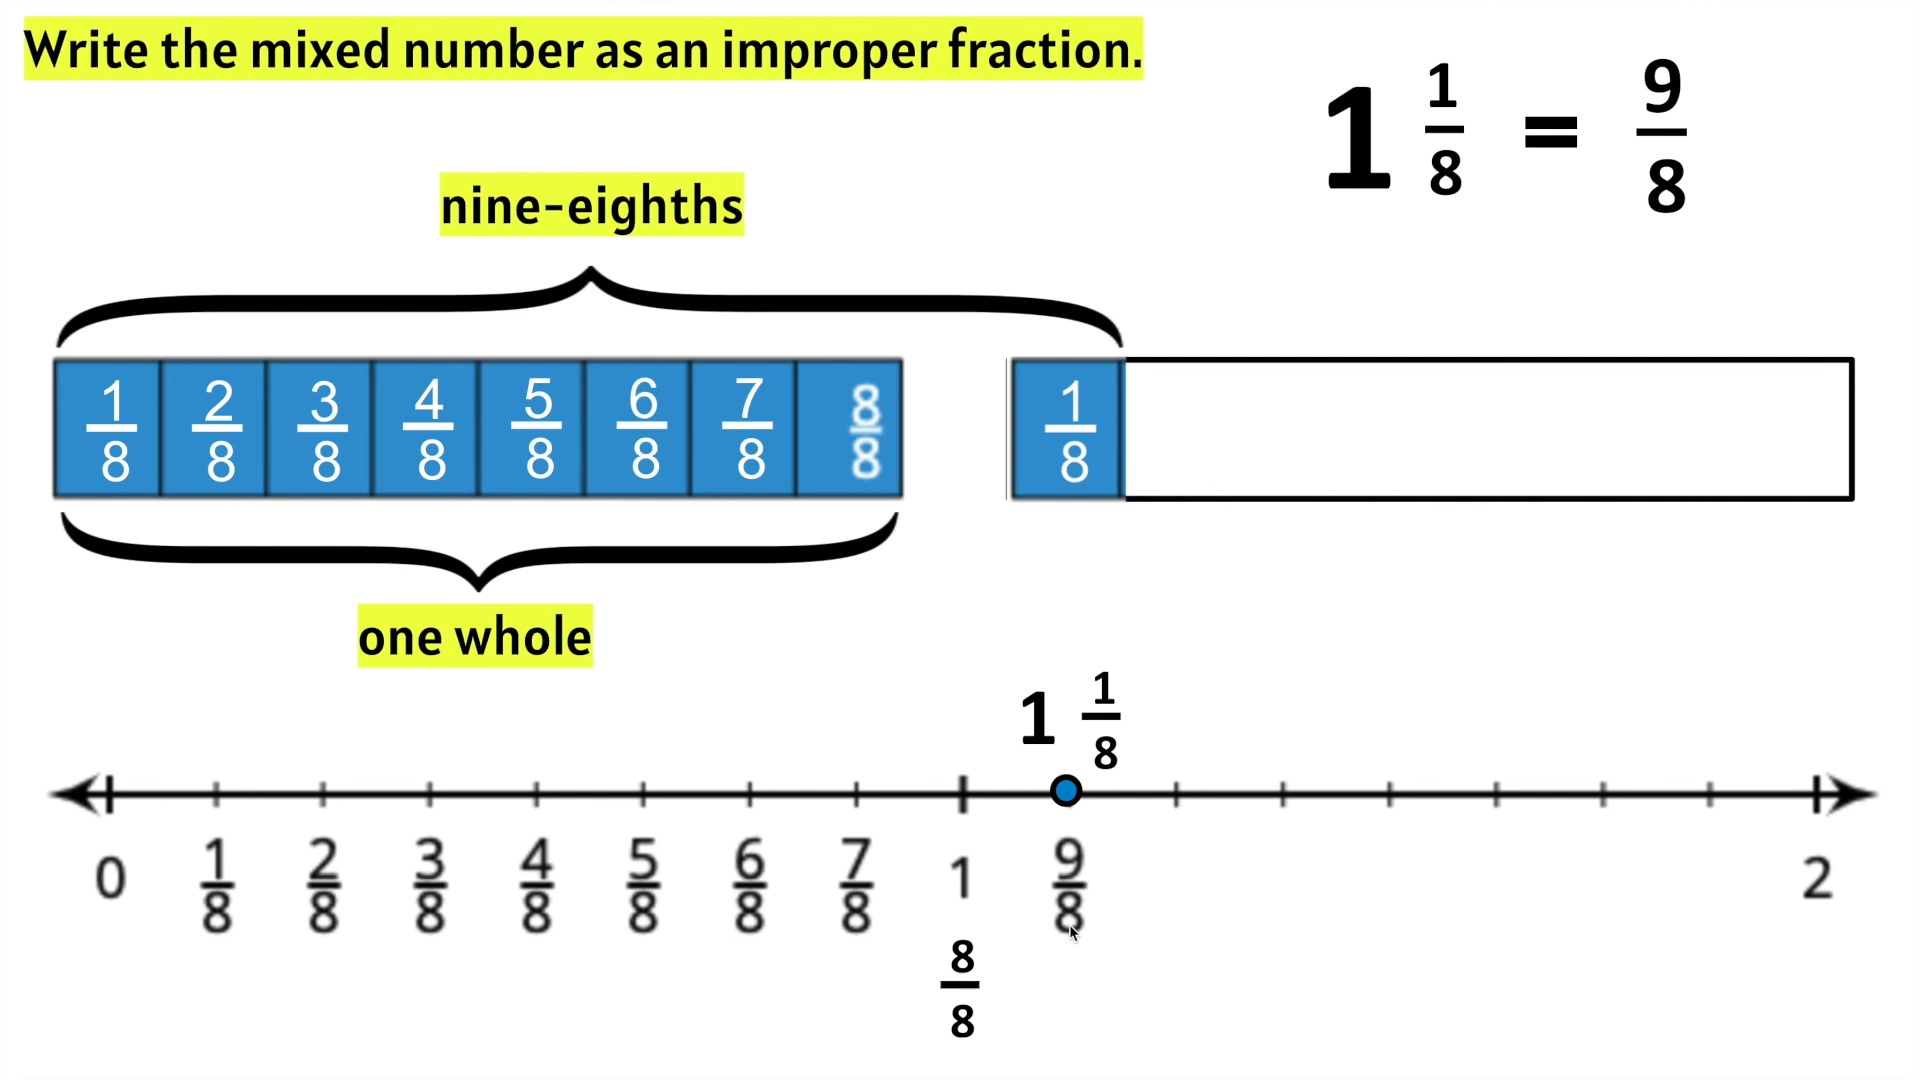 Write the mixed number as an improper fraction.
1 1/8 = 9/8
nine-eighths
1/8 2/8 3/8 4/8 5/8 6/8 7/8 8/8 1/8
one whole
1 1/8
0 1/8 2/8 3/8 4/8 5/8 6/8 7/8 1 9/8 2
8/8